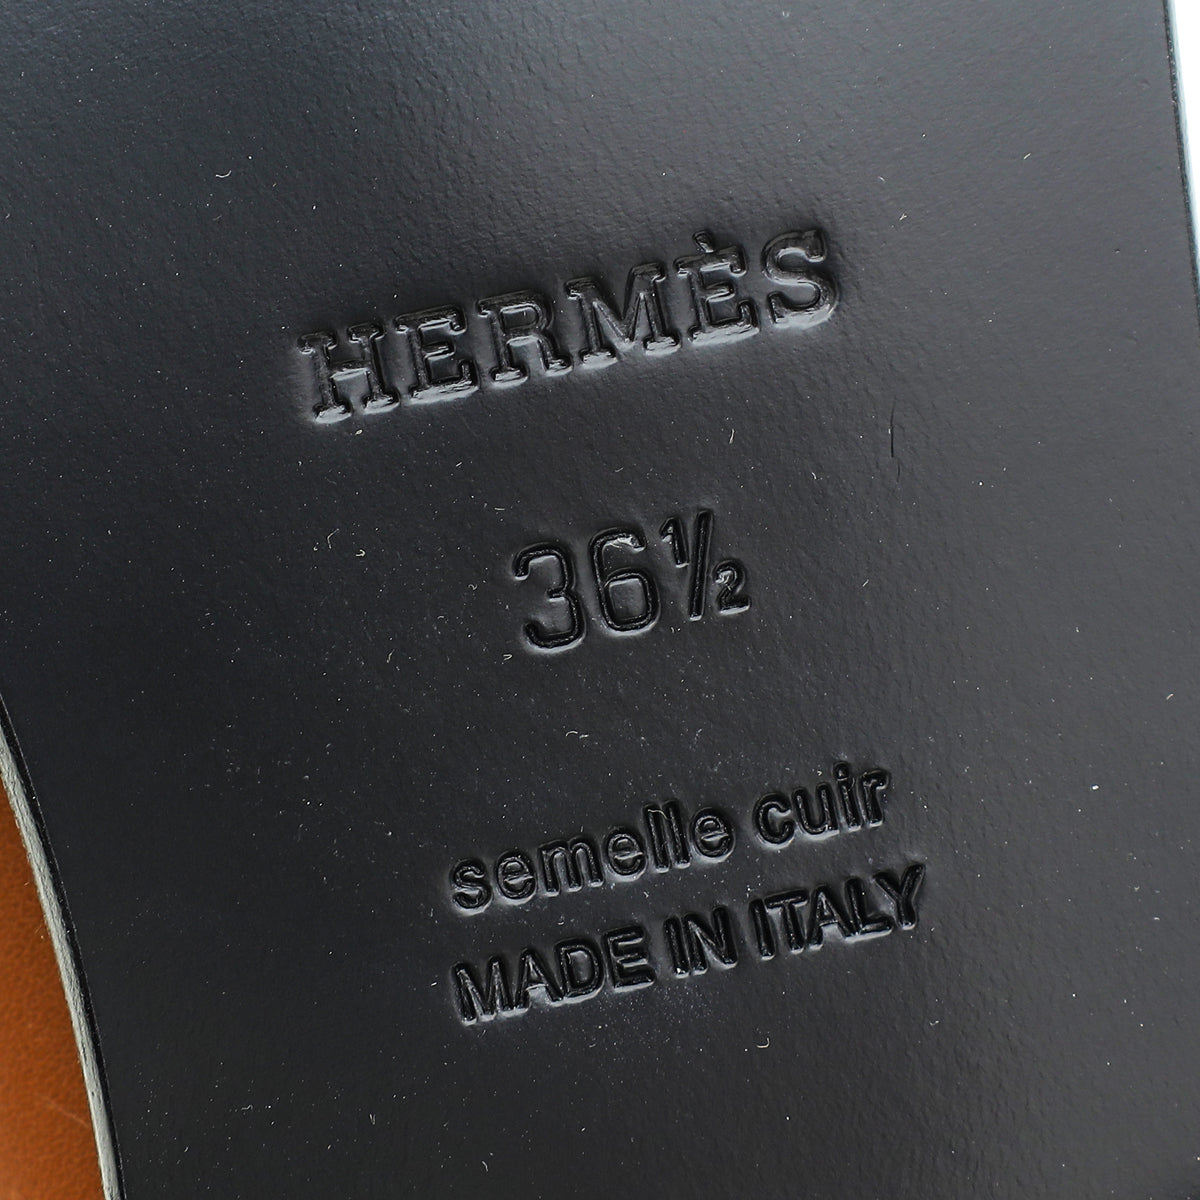 HERMÈS
36½
semelle cuir
MADE IN ITALY